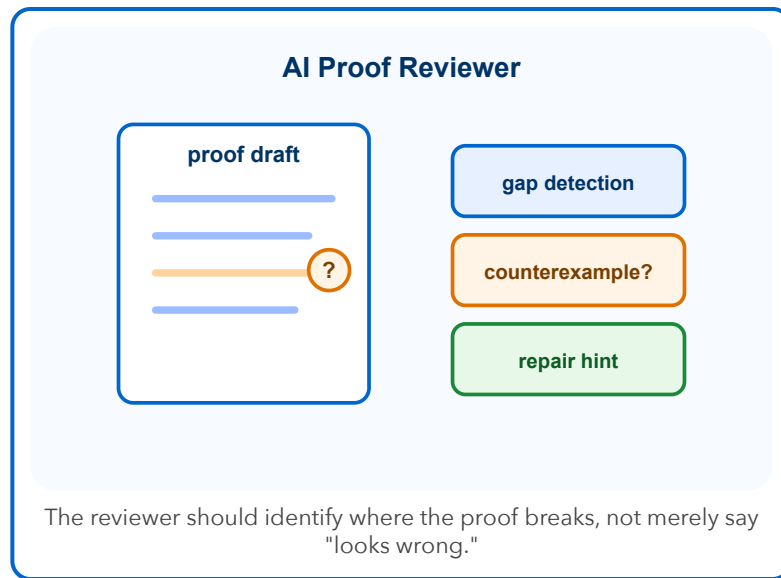 AI Proof Reviewer
proof draft
?
gap detection
counterexample?
repair hint
The reviewer should identify where the proof breaks, not merely say
"looks wrong."